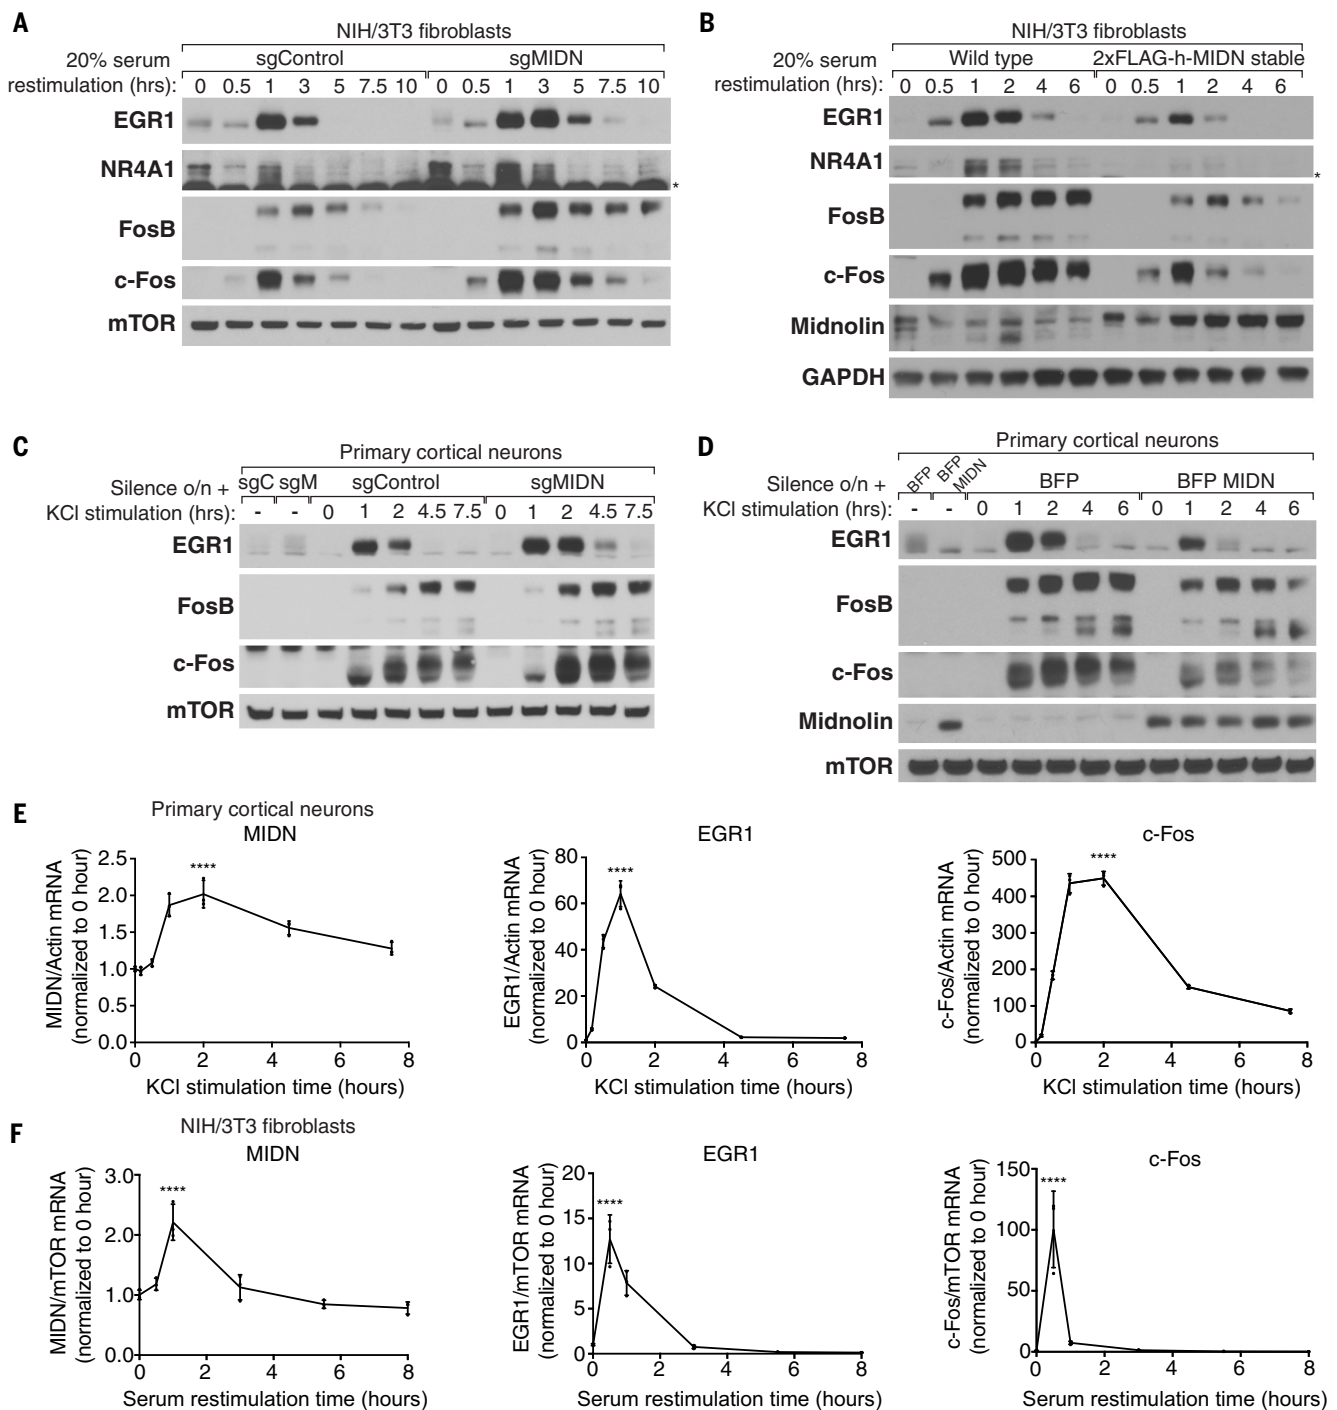 A
NIH/3T3 fibroblasts
20% serum sgControl sgMIDN
restimulation (hrs): 0 0.5 1 3 5 7.5 10 0 0.5 1 3 5 7.5 10
EGR1
NR4A1
*
FosB
c-Fos
mTOR
B
NIH/3T3 fibroblasts
20% serum Wild type 2xFLAG-h-MIDN stable
restimulation (hrs): 0 0.5 1 2 4 6 0 0.5 1 2 4 6
EGR1
NR4A1
*
FosB
c-Fos
Midnolin
GAPDH
C
Primary cortical neurons
Silence o/n + sgC sgM sgControl sgMIDN
KCl stimulation (hrs): - - 0 1 2 4.5 7.5 0 1 2 4.5 7.5
EGR1
FosB
c-Fos
mTOR
D
Primary cortical neurons
BFP
BFP
MIDN
Silence o/n + BFP BFP MIDN
KCl stimulation (hrs): - - 0 1 2 4 6 0 1 2 4 6
EGR1
FosB
c-Fos
Midnolin
mTOR
E
Primary cortical neurons
MIDN
MIDN/Actin mRNA
(normalized to 0 hour)
2.5
2.0
1.5
1.0
0.5
0.0
****
0 2 4 6 8
KCl stimulation time (hours)
EGR1
EGR1/Actin mRNA
(normalized to 0 hour)
80
60
40
20
0
****
0 2 4 6 8
KCl stimulation time (hours)
c-Fos
c-Fos/Actin mRNA
(normalized to 0 hour)
500
400
300
200
100
0
****
0 2 4 6 8
KCl stimulation time (hours)
F
NIH/3T3 fibroblasts
MIDN
MIDN/mTOR mRNA
(normalized to 0 hour)
3.0
2.0
1.0
0.0
****
0 2 4 6 8
Serum restimulation time (hours)
EGR1
EGR1/mTOR mRNA
(normalized to 0 hour)
20
15
10
5
0
****
0 2 4 6 8
Serum restimulation time (hours)
c-Fos
c-Fos/mTOR mRNA
(normalized to 0 hour)
150
100
50
0
****
0 2 4 6 8
Serum restimulation time (hours)